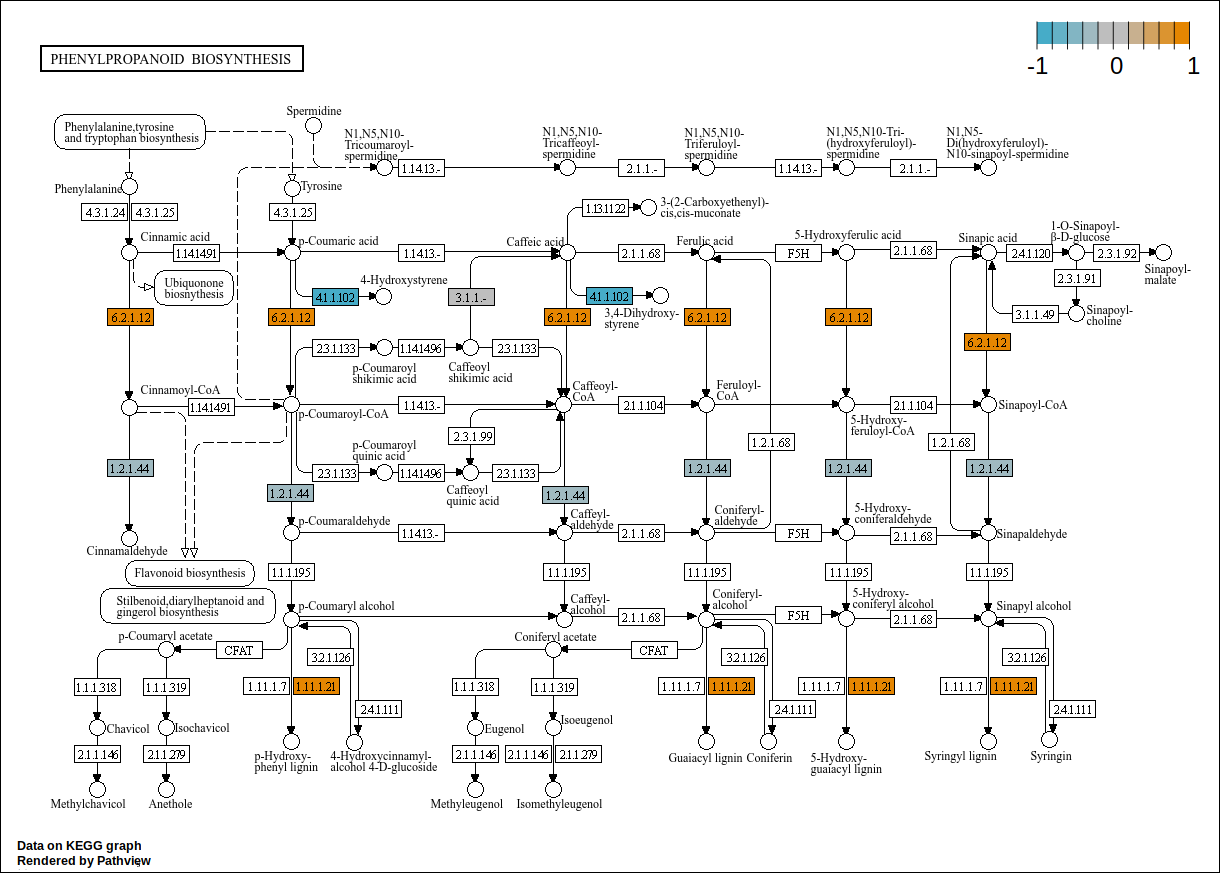 PHENYLPROPANOID BIOSYNTHESIS
-1 0 1
Phenylalanine,tyrosine
and tryptophan biosynthesis
Spermidine
N1,N5,N10-
Tricoumaroyl-
spermidine
N1,N5,N10-
Tricaffeoyl-
spermidine
N1,N5,N10-
Triferuloyl-
spermidine
N1,N5,N10-Tri-
(hydroxyferuloyl)-
spermidine
N1,N5-
Di(hydroxyferuloyl)-
N10-sinapoyl-spermidine
1.14.13.-
2.1.1.-
1.14.13.-
2.1.1.-
Phenylalanine
Tyrosine
4.3.1.24
4.3.1.25
4.3.1.25
1.13.11.22
3-(2-Carboxyethenyl)-
cis,cis-muconate
Cinnamic acid
p-Coumaric acid
Caffeic acid
Ferulic acid
5-Hydroxyferulic acid
Sinapic acid
1-O-Sinapoyl-
β-D-glucose
1.14.14.91
1.14.13.-
2.1.1.68
F5H
2.1.1.68
2.4.1.120
2.3.1.92
Sinapoyl-
malate
Ubiquonone
biosnythesis
4-Hydroxystyrene
4.1.1.102
3.1.1.-
4.1.1.102
3,4-Dihydroxy-
styrene
2.3.1.91
3.1.1.49
Sinapoyl-
choline
6.2.1.12
6.2.1.12
6.2.1.12
6.2.1.12
6.2.1.12
6.2.1.12
2.3.1.133
1.14.14.96
2.3.1.133
p-Coumaroyl
shikimic acid
Caffeoyl
shikimic acid
Cinnamoyl-CoA
p-Coumaroyl-CoA
Caffeoyl-
CoA
Feruloyl-
CoA
5-Hydroxy-
feruloyl-CoA
Sinapoyl-CoA
1.14.14.91
1.14.13.-
2.1.1.104
2.1.1.104
2.3.1.99
1.2.1.68
1.2.1.68
p-Coumaroyl
quinic acid
2.3.1.133
1.14.14.96
2.3.1.133
Caffeoyl
quinic acid
1.2.1.44
1.2.1.44
1.2.1.44
1.2.1.44
1.2.1.44
1.2.1.44
p-Coumaraldehyde
Caffeyl-
aldehyde
Coniferyl-
aldehyde
5-Hydroxy-
coniferaldehyde
Sinapaldehyde
1.14.13.-
2.1.1.68
F5H
2.1.1.68
Cinnamaldehyde
Flavonoid biosynthesis
Stilbenoid,diarylheptanoid and
gingerol biosynthesis
1.1.1.195
1.1.1.195
1.1.1.195
1.1.1.195
1.1.1.195
p-Coumaryl alcohol
Caffeyl-
alcohol
Coniferyl-
alcohol
5-Hydroxy-
coniferyl alcohol
Sinapyl alcohol
2.1.1.68
F5H
2.1.1.68
p-Coumaryl acetate
CFAT
Coniferyl acetate
CFAT
3.2.1.126
3.2.1.126
3.2.1.126
1.1.1.318
1.1.1.319
1.11.1.7
1.11.1.21
1.1.1.318
1.1.1.319
1.11.1.7
1.11.1.21
1.11.1.7
1.11.1.21
1.11.1.7
1.11.1.21
2.4.1.111
2.4.1.111
2.4.1.111
Chavicol
Isochavicol
Eugenol
Isoeugenol
2.1.1.146
2.1.1.279
2.1.1.146
2.1.1.146
2.1.1.279
p-Hydroxy-
phenyl lignin
4-Hydroxycinnamyl-
alcohol 4-D-glucoside
Guaiacyl lignin
Coniferin
5-Hydroxy-
guaiacyl lignin
Syringyl lignin
Syringin
Methylchavicol
Anethole
Methyleugenol
Isomethyleugenol
Data on KEGG graph
Rendered by Pathview